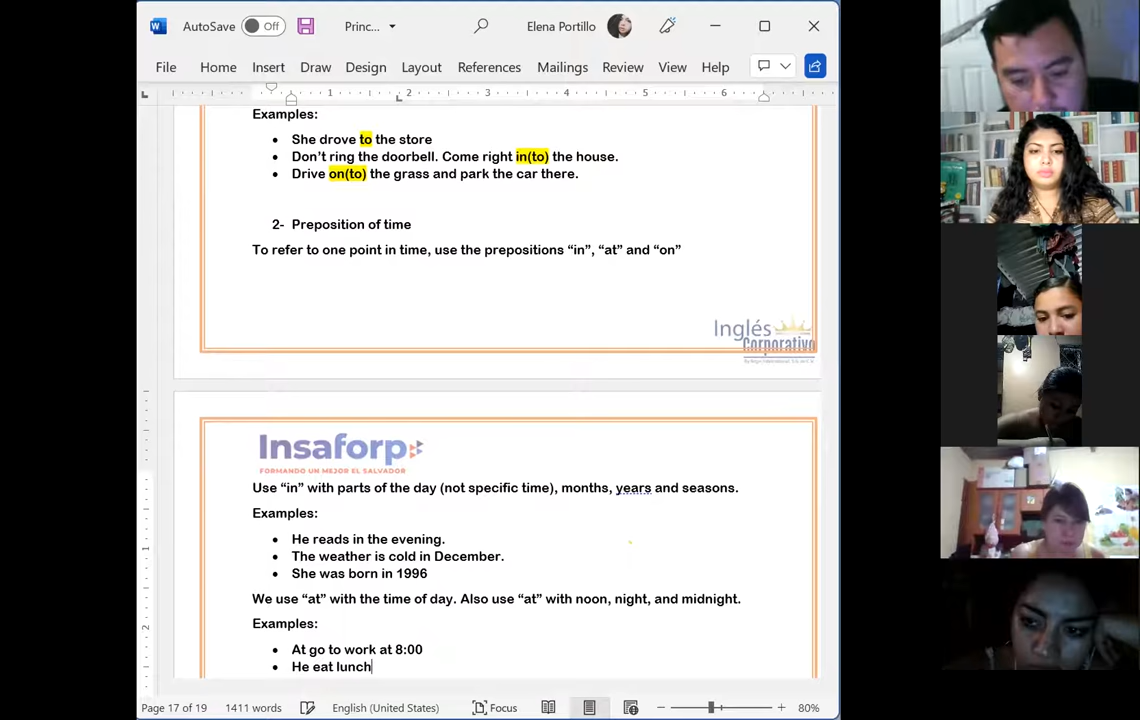 AutoSave Off Princ... Elena Portillo
File Home Insert Draw Design Layout References Mailings Review View Help
1 2 3 4 5 6
Examples:
• She drove to the store
• Don't ring the doorbell. Come right in(to) the house.
• Drive on(to) the grass and park the car there.
2- Preposition of time
To refer to one point in time, use the prepositions “in”, “at” and “on”
Inglés
Corporativo
Insaforp
FORMANDO UN MEJOR EL SALVADOR
Use “in” with parts of the day (not specific time), months, years and seasons.
Examples:
• He reads in the evening.
• The weather is cold in December.
• She was born in 1996
We use “at” with the time of day. Also use “at” with noon, night, and midnight.
Examples:
• At go to work at 8:00
• He eat lunch
Page 17 of 19 1411 words English (United States) Focus 80%